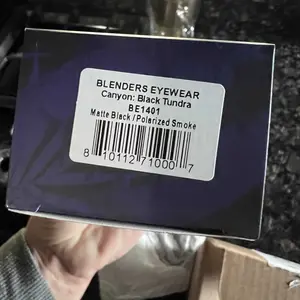 BLENDERS EYEWEAR
Canyon: Black Tundra
BE1401
Matte Black / Polarized Smoke
8 10112 71000 7